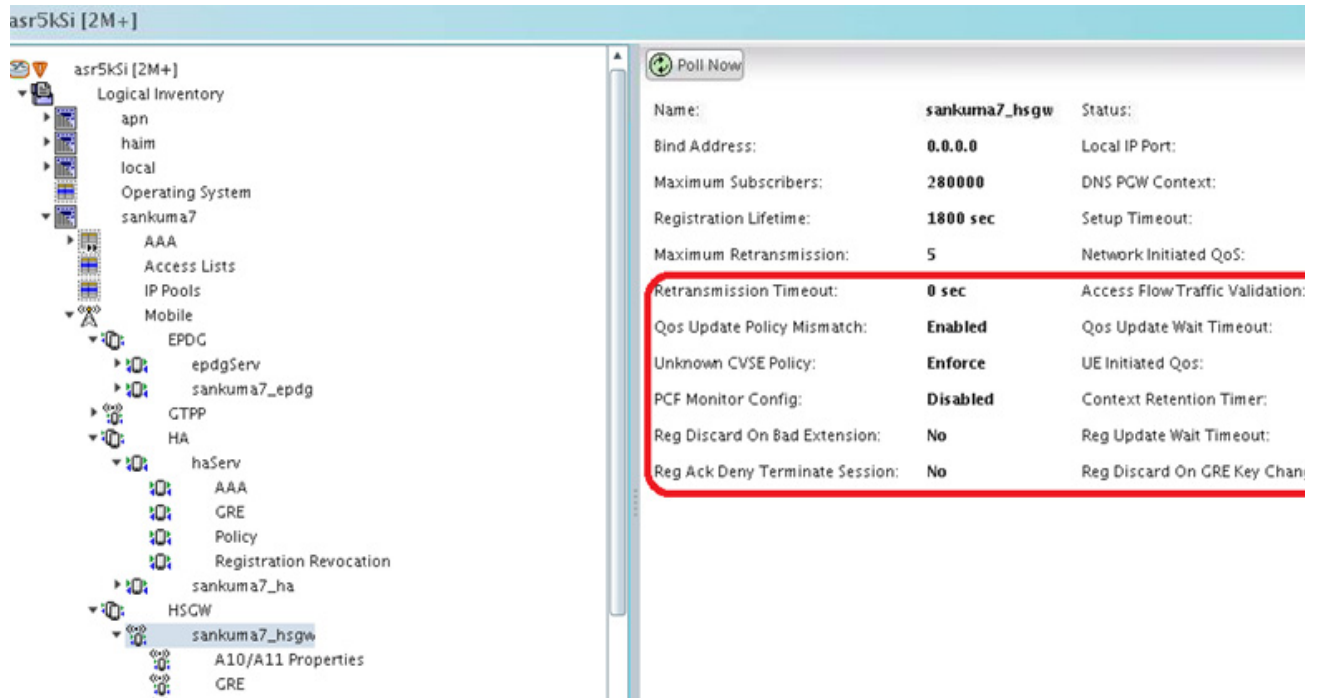 asr5kSi [2M+]
asr5kSi [2M+]
Logical Inventory
apn
haim
local
Operating System
sankuma7
AAA
Access Lists
IP Pools
Mobile
EPDG
epdgServ
sankuma7_epdg
GTPP
HA
haServ
AAA
GRE
Policy
Registration Revocation
sankuma7_ha
HSGW
sankuma7_hsgw
A10/A11 Properties
GRE
Poll Now
Name: sankuma7_hsgw Status:
Bind Address: 0.0.0.0 Local IP Port:
Maximum Subscribers: 280000 DNS PGW Context:
Registration Lifetime: 1800 sec Setup Timeout:
Maximum Retransmission: 5 Network Initiated QoS:
Retransmission Timeout: 0 sec Access Flow Traffic Validation:
Qos Update Policy Mismatch: Enabled Qos Update Wait Timeout:
Unknown CVSE Policy: Enforce UE Initiated Qos:
PCF Monitor Config: Disabled Context Retention Timer:
Reg Discard On Bad Extension: No Reg Update Wait Timeout:
Reg Ack Deny Terminate Session: No Reg Discard On GRE Key Chan